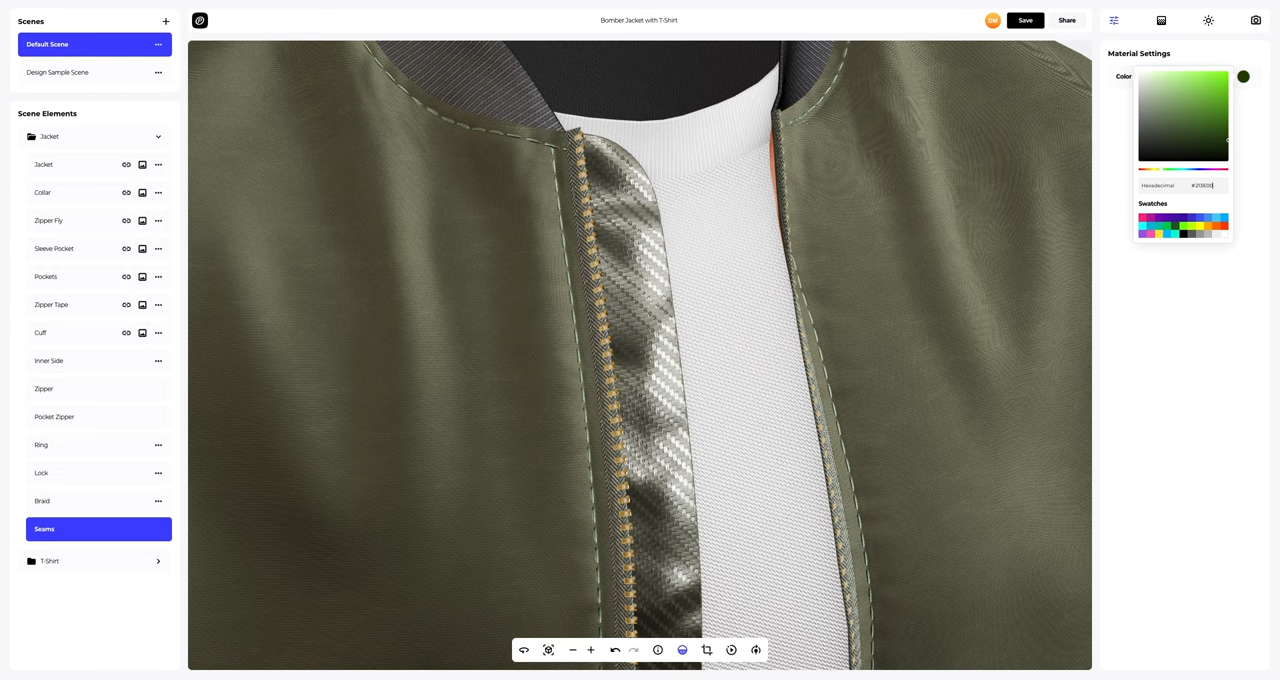 Scenes
Default Scene
Design Sample Scene
Scene Elements
Jacket
Jacket
Collar
Zipper Fly
Sleeve Pocket
Pockets
Zipper Tape
Cuff
Inner Side
Zipper
Pocket Zipper
Ring
Lock
Braid
Seams
T-Shirt
Bomber Jacket with T-Shirt
DM
Save
Share
Material Settings
Color
Hexadecimal #213E00
Swatches